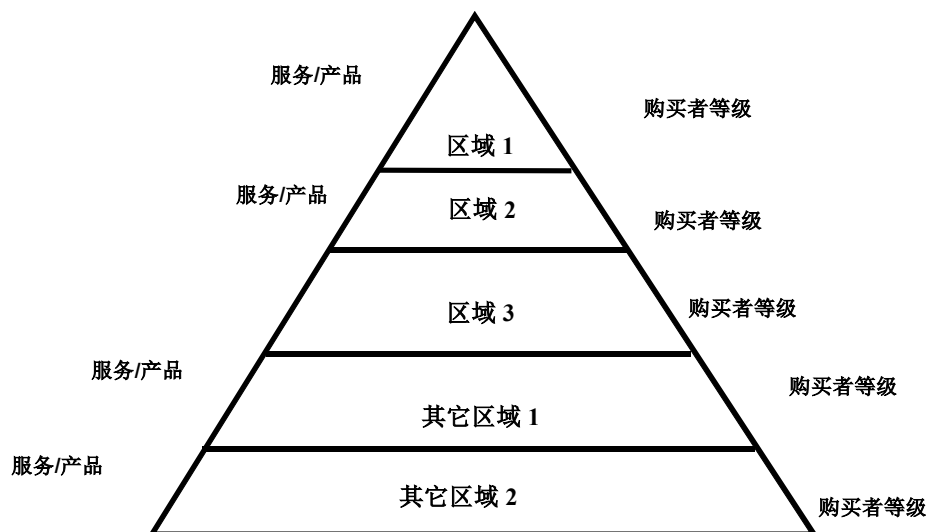 服务/产品
购买者等级
区域 1
服务/产品
区域 2
购买者等级
区域 3
购买者等级
服务/产品
购买者等级
其它区域 1
服务/产品
其它区域 2
购买者等级